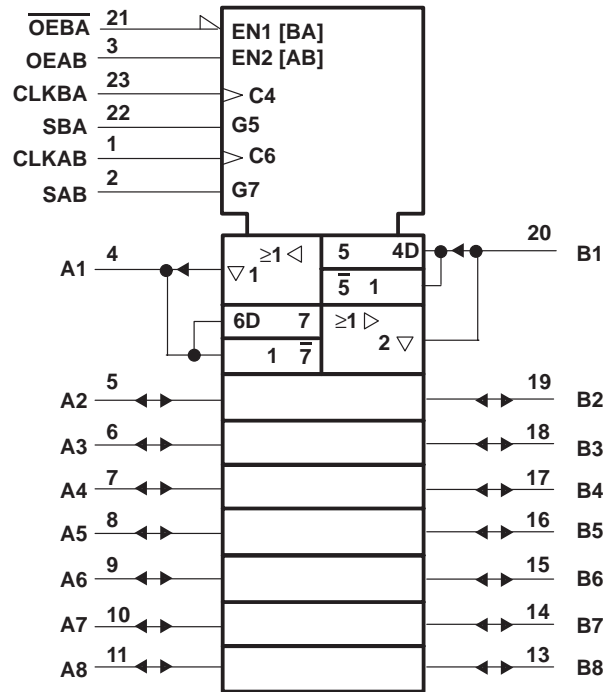 OEBA 21 EN1 [BA]
OEAB 3 EN2 [AB]
CLKBA 23 C4
SBA 22 G5
CLKAB 1 C6
SAB 2 G7
A1 4 ≥1 ◁ 5 4D 20 B1
▽ 1 5̅ 1
6D 7 ≥1 ▷
1 7̅ 2 ▽
A2 5 19 B2
A3 6 18 B3
A4 7 17 B4
A5 8 16 B5
A6 9 15 B6
A7 10 14 B7
A8 11 13 B8